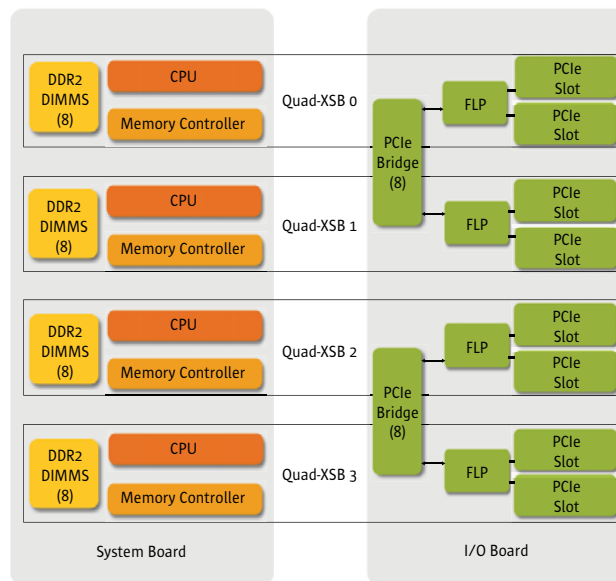 DDR2
DIMMS
(8)
CPU
Memory Controller
Quad-XSB 0
PCIe
Bridge
(8)
FLP
PCIe
Slot
PCIe
Slot
DDR2
DIMMS
(8)
CPU
Memory Controller
Quad-XSB 1
FLP
PCIe
Slot
PCIe
Slot
DDR2
DIMMS
(8)
CPU
Memory Controller
Quad-XSB 2
PCIe
Bridge
(8)
FLP
PCIe
Slot
PCIe
Slot
DDR2
DIMMS
(8)
CPU
Memory Controller
Quad-XSB 3
FLP
PCIe
Slot
PCIe
Slot
System Board
I/O Board